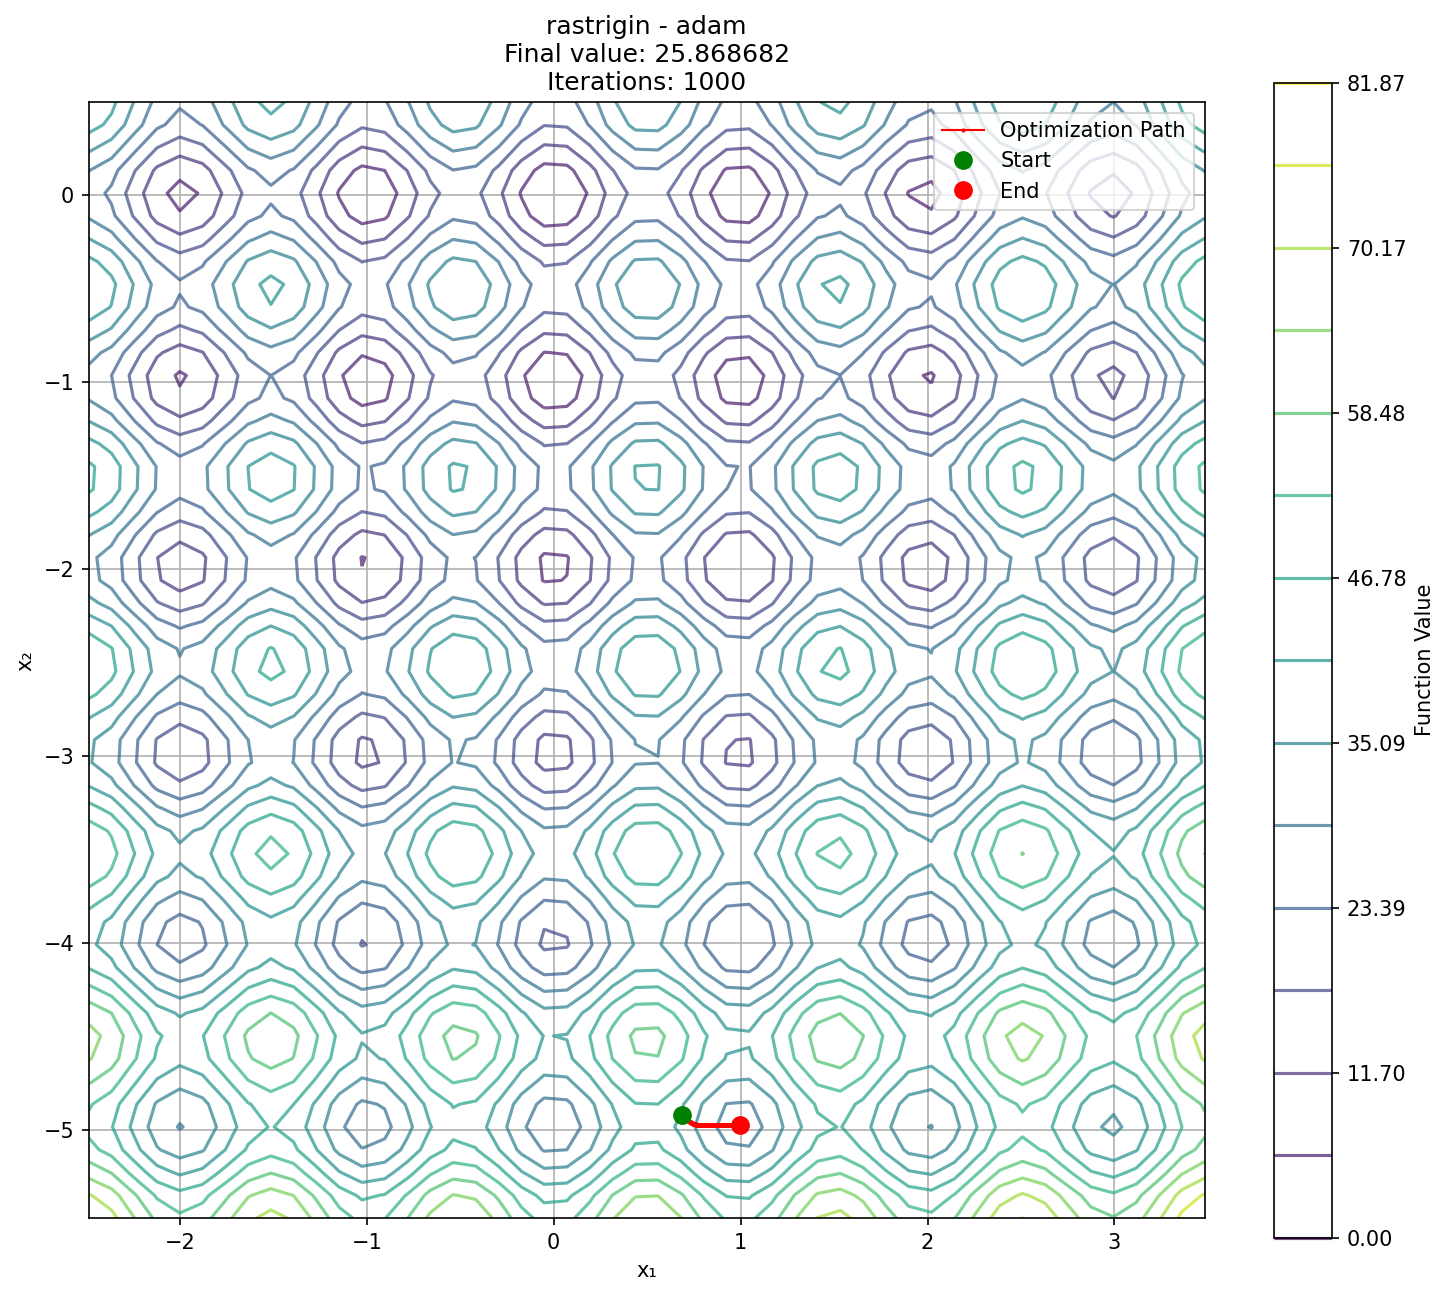 rastrigin - adam
Final value: 25.868682
Iterations: 1000
Optimization Path
Start
End
0
−1
−2
−3
−4
−5
x₂
−2
−1
0
1
2
3
x₁
81.87
70.17
58.48
46.78
35.09
23.39
11.70
0.00
Function Value